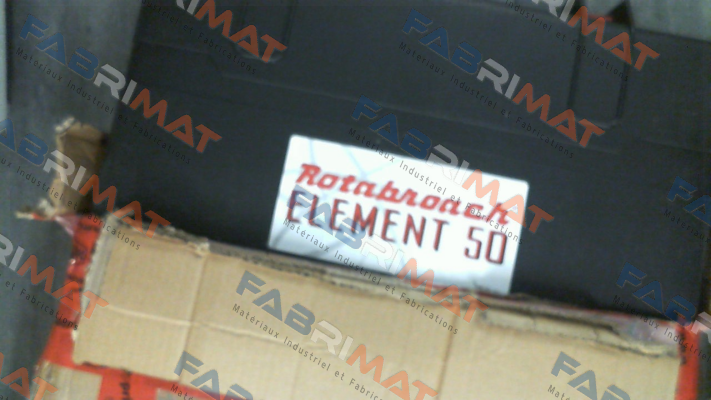 Rotabroach
ELEMENT 50
FABRIMAT
Matériaux Industriel et Fabrications